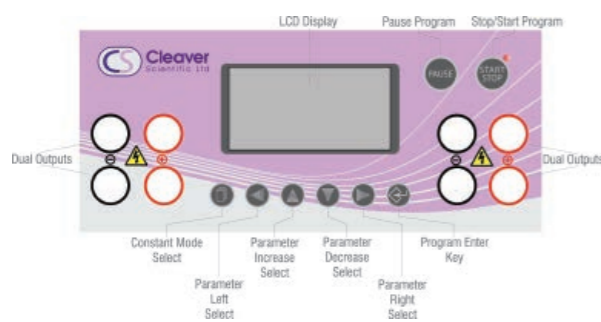 LCD Display
Pause Program
Stop/Start Program
CS
Cleaver
Scientific Ltd
PAUSE
START
STOP
Dual Outputs
Dual Outputs
Constant Mode
Select
Parameter
Left
Select
Parameter
Increase
Select
Parameter
Decrease
Select
Parameter
Right
Select
Program Enter
Key